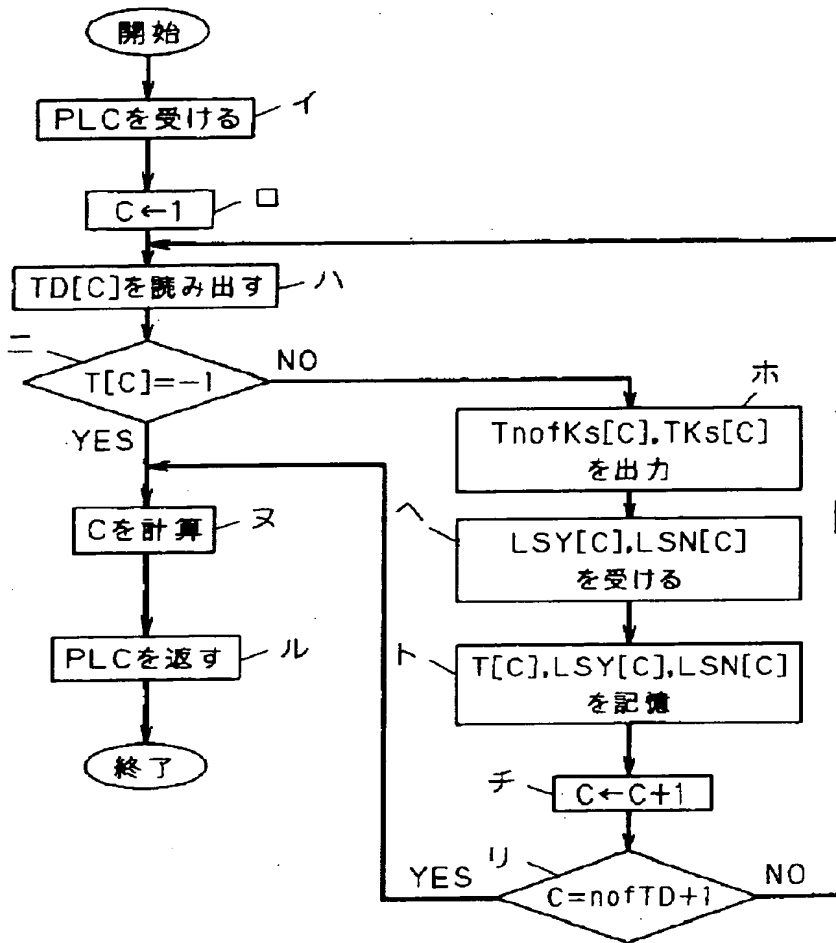 開始
PLCを受ける
イ
C←1
ロ
TD[C]を読み出す
ハ
ニ
T[C]=-1
NO
YES
ホ
TnofKs[C],TKs[C]
を出力
ヘ
LSY[C],LSN[C]
を受ける
Cを計算
ヌ
ト
T[C],LSY[C],LSN[C]
を記憶
PLCを返す
ル
終了
チ
C←C+1
リ
YES
C=nofTD+1
NO